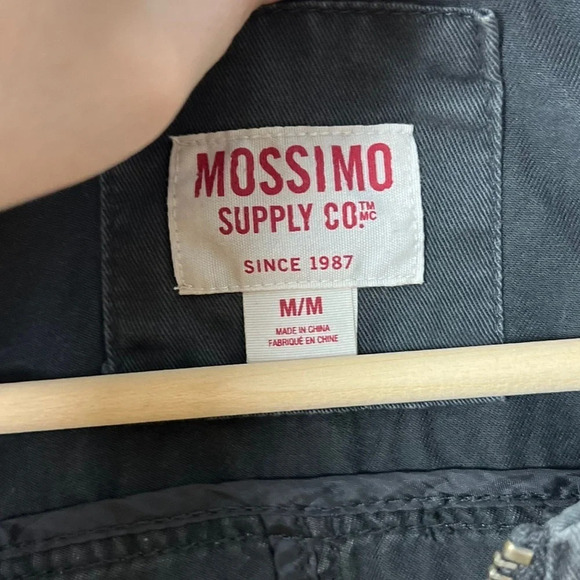 MOSSIMO
SUPPLY CO.™ MC
SINCE 1987
M/M
MADE IN CHINA
FABRIQUÉ EN CHINE